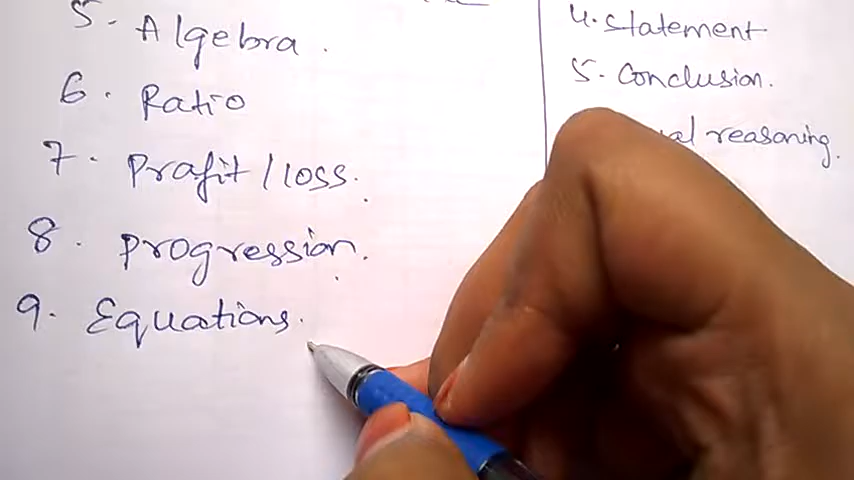 5. Algebra.
6. Ratio
7. Profit/loss.
8. Progression.
9. Equations.
4. Statement
5. Conclusion.
reasoning.